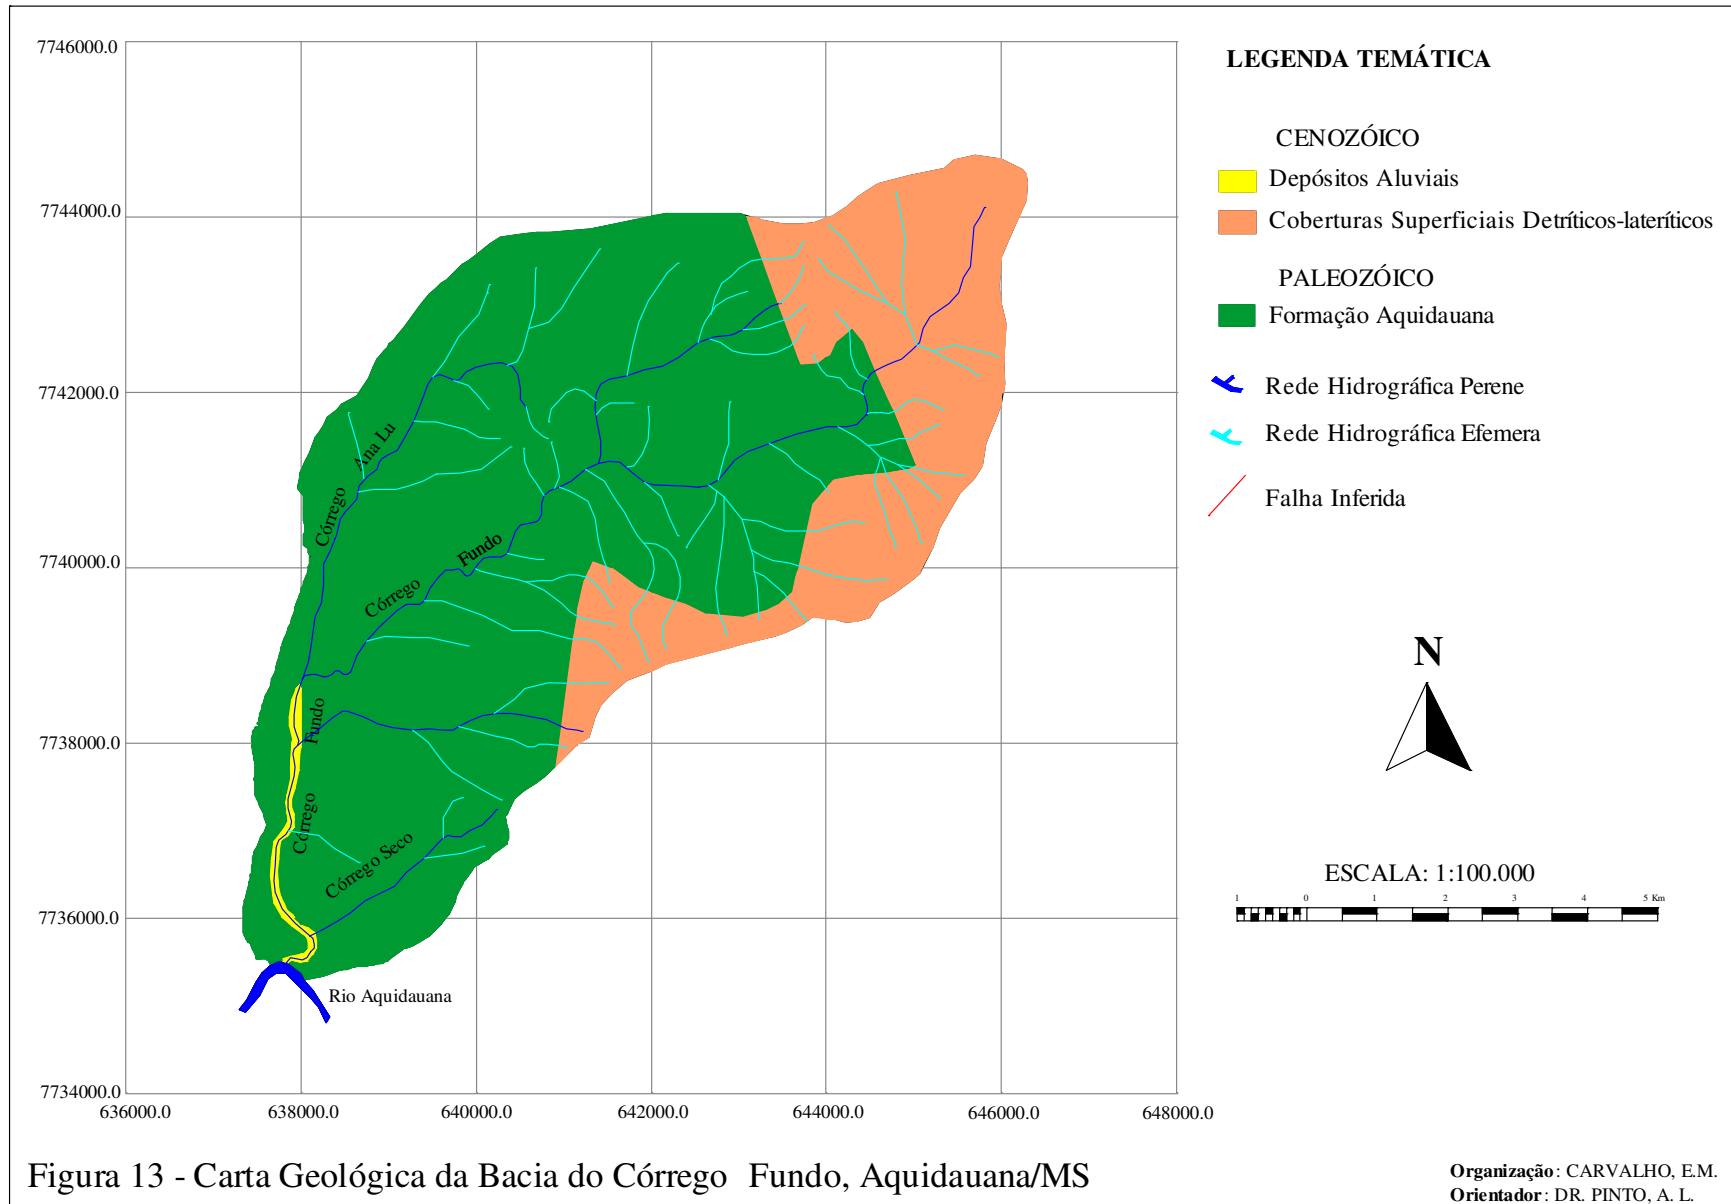 7746000.0
7744000.0
7742000.0
7740000.0
7738000.0
7736000.0
7734000.0
636000.0
638000.0
640000.0
642000.0
644000.0
646000.0
648000.0
Córrego Ana Lu
Córrego Fundo
Córrego Fundo
Córrego Seco
Rio Aquidauana
LEGENDA TEMÁTICA
CENOZÓICO
Depósitos Aluviais
Coberturas Superficiais Detríticos-lateríticos
PALEOZÓICO
Formação Aquidauana
Rede Hidrográfica Perene
Rede Hidrográfica Efemera
Falha Inferida
N
ESCALA: 1:100.000
1 0 1 2 3 4 5 Km
Figura 13 - Carta Geológica da Bacia do Córrego Fundo, Aquidauana/MS
Organização: CARVALHO, E.M.
Orientador: DR. PINTO, A. L.